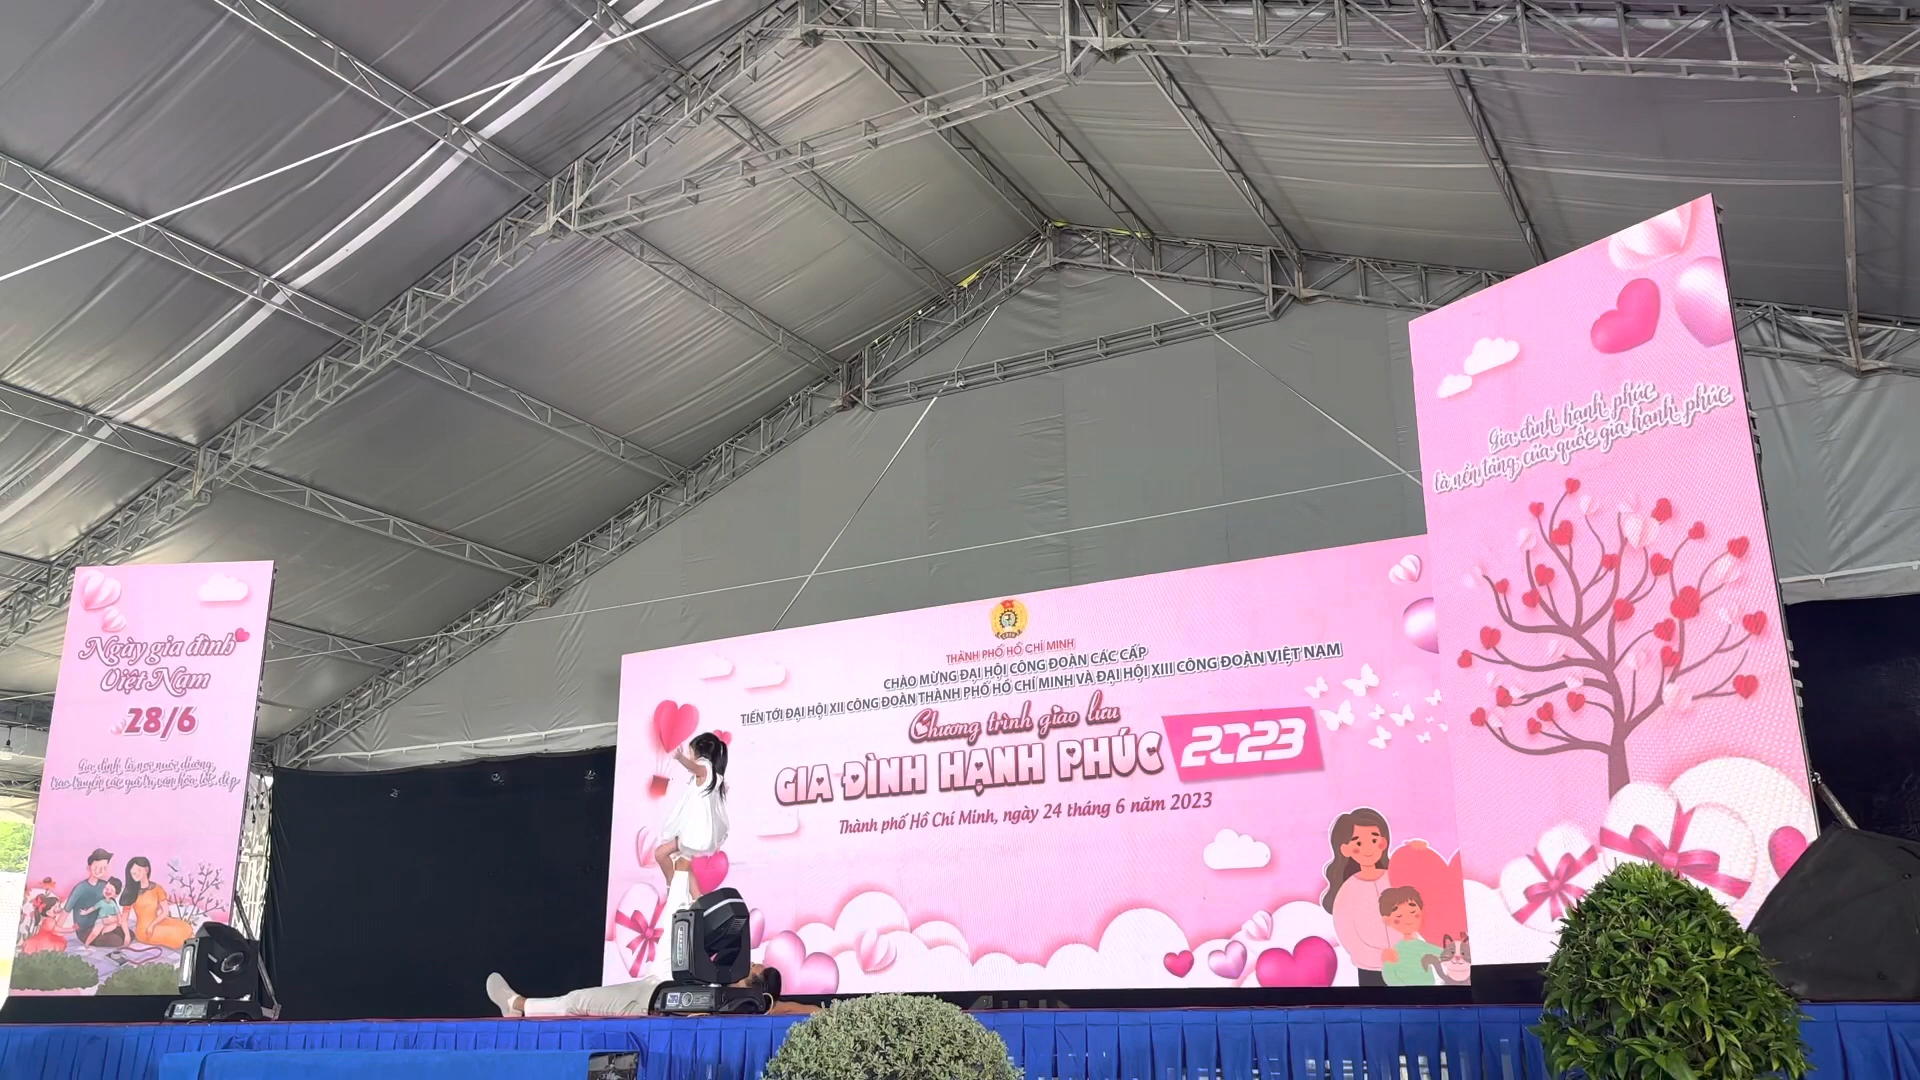 Ngày gia đình
Việt Nam
28/6
Gia đình là nơi nuôi dưỡng,
trao truyền các giá trị văn hóa tốt đẹp
THÀNH PHỐ HỒ CHÍ MINH
CHÀO MỪNG ĐẠI HỘI CÔNG ĐOÀN CÁC CẤP
TIẾN TỚI ĐẠI HỘI XII CÔNG ĐOÀN THÀNH PHỐ HỒ CHÍ MINH VÀ ĐẠI HỘI XIII CÔNG ĐOÀN VIỆT NAM
Chương trình giao lưu
GIA ĐÌNH HẠNH PHÚC 2023
Thành phố Hồ Chí Minh, ngày 24 tháng 6 năm 2023
Gia đình hạnh phúc
là nền tảng của quốc gia hạnh phúc